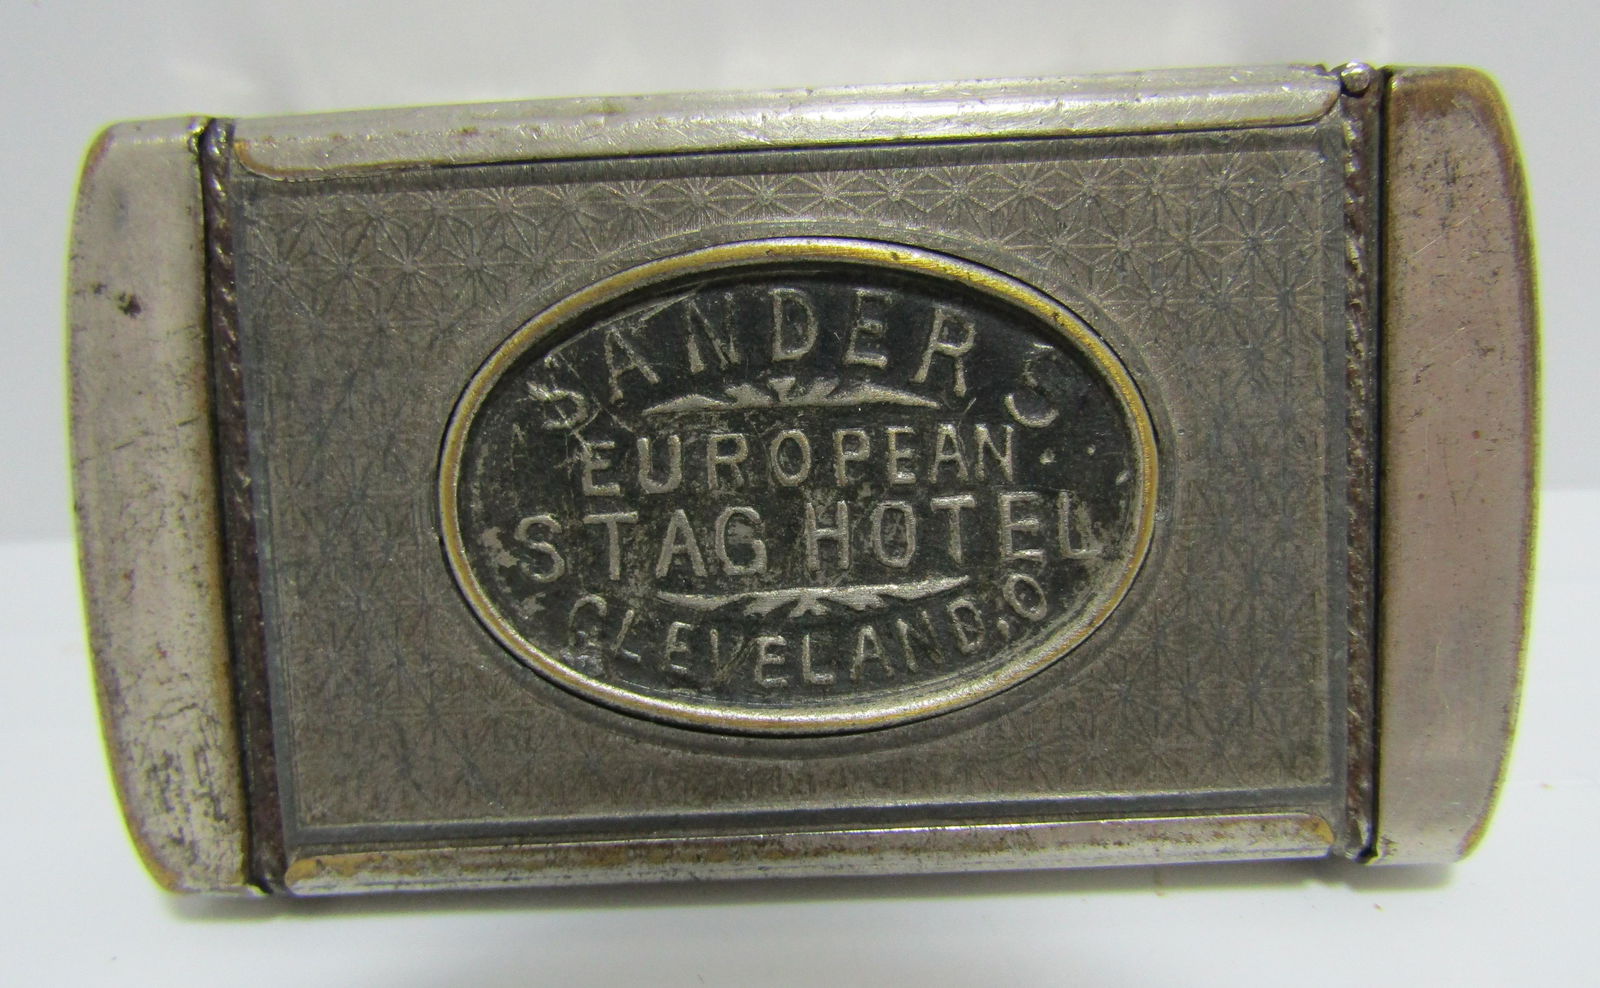 SANDERS
EUROPEAN
STAG HOTEL
CLEVELAND, O.